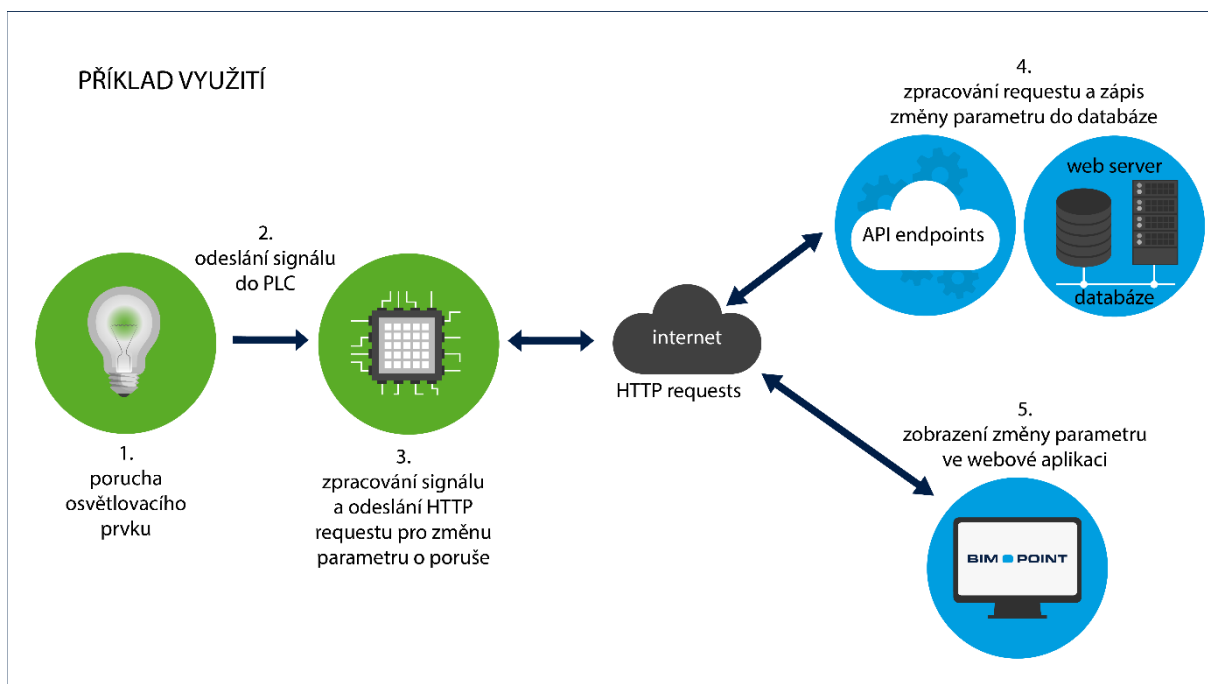 PŘÍKLAD VYUŽITÍ
1.
porucha
osvětlovacího
prvku
2.
odeslání signálu
do PLC
3.
zpracování signálu
a odeslání HTTP
requestu pro změnu
parametru o poruše
internet
HTTP requests
4.
zpracování requestu a zápis
změny parametru do databáze
API endpoints
web server
databáze
5.
zobrazení změny parametru
ve webové aplikaci
BIM POINT